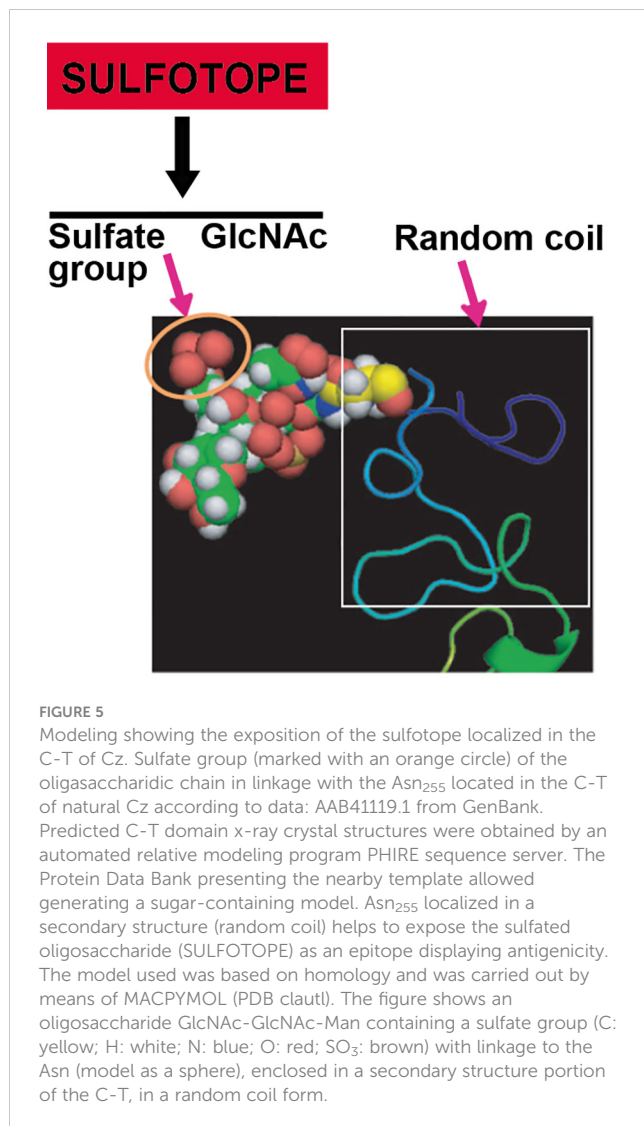 SULFOTOPE
Sulfate GlcNAc
group
Random coil
FIGURE 5
Modeling showing the exposition of the sulfotope localized in the
C-T of Cz. Sulfate group (marked with an orange circle) of the
oligasaccharidic chain in linkage with the Asn255 located in the C-T
of natural Cz according to data: AAB41119.1 from GenBank.
Predicted C-T domain x-ray crystal structures were obtained by an
automated relative modeling program PHIRE sequence server. The
Protein Data Bank presenting the nearby template allowed
generating a sugar-containing model. Asn255 localized in a
secondary structure (random coil) helps to expose the sulfated
oligosaccharide (SULFOTOPE) as an epitope displaying antigenicity.
The model used was based on homology and was carried out by
means of MACPYMOL (PDB clautl). The figure shows an
oligosaccharide GlcNAc-GlcNAc-Man containing a sulfate group (C:
yellow; H: white; N: blue; O: red; SO3: brown) with linkage to the
Asn (model as a sphere), enclosed in a secondary structure portion
of the C-T, in a random coil form.